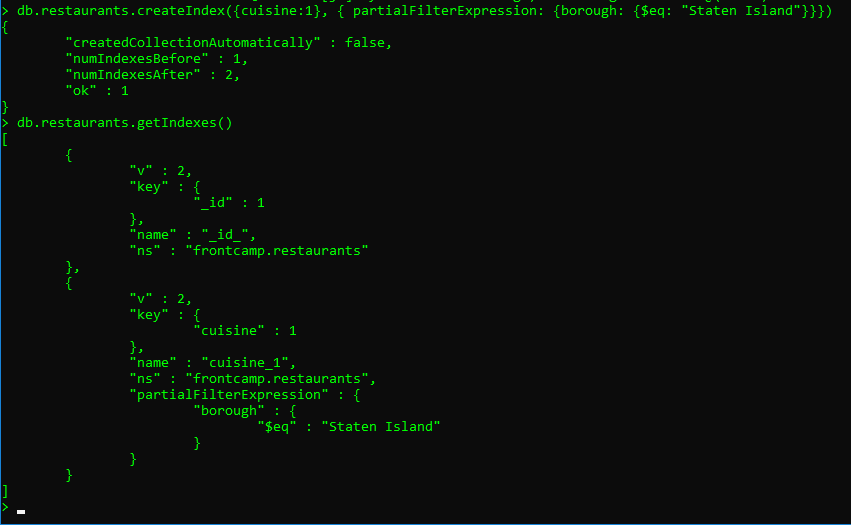 > db.restaurants.createIndex({cuisine:1}, { partialFilterExpression: {borough: {$eq: "Staten Island"}}})
{
        "createdCollectionAutomatically" : false,
        "numIndexesBefore" : 1,
        "numIndexesAfter" : 2,
        "ok" : 1
}
> db.restaurants.getIndexes()
[
        {
                "v" : 2,
                "key" : {
                        "_id" : 1
                },
                "name" : "_id_",
                "ns" : "frontcamp.restaurants"
        },
        {
                "v" : 2,
                "key" : {
                        "cuisine" : 1
                },
                "name" : "cuisine_1",
                "ns" : "frontcamp.restaurants",
                "partialFilterExpression" : {
                        "borough" : {
                                "$eq" : "Staten Island"
                        }
                }
        }
]
>